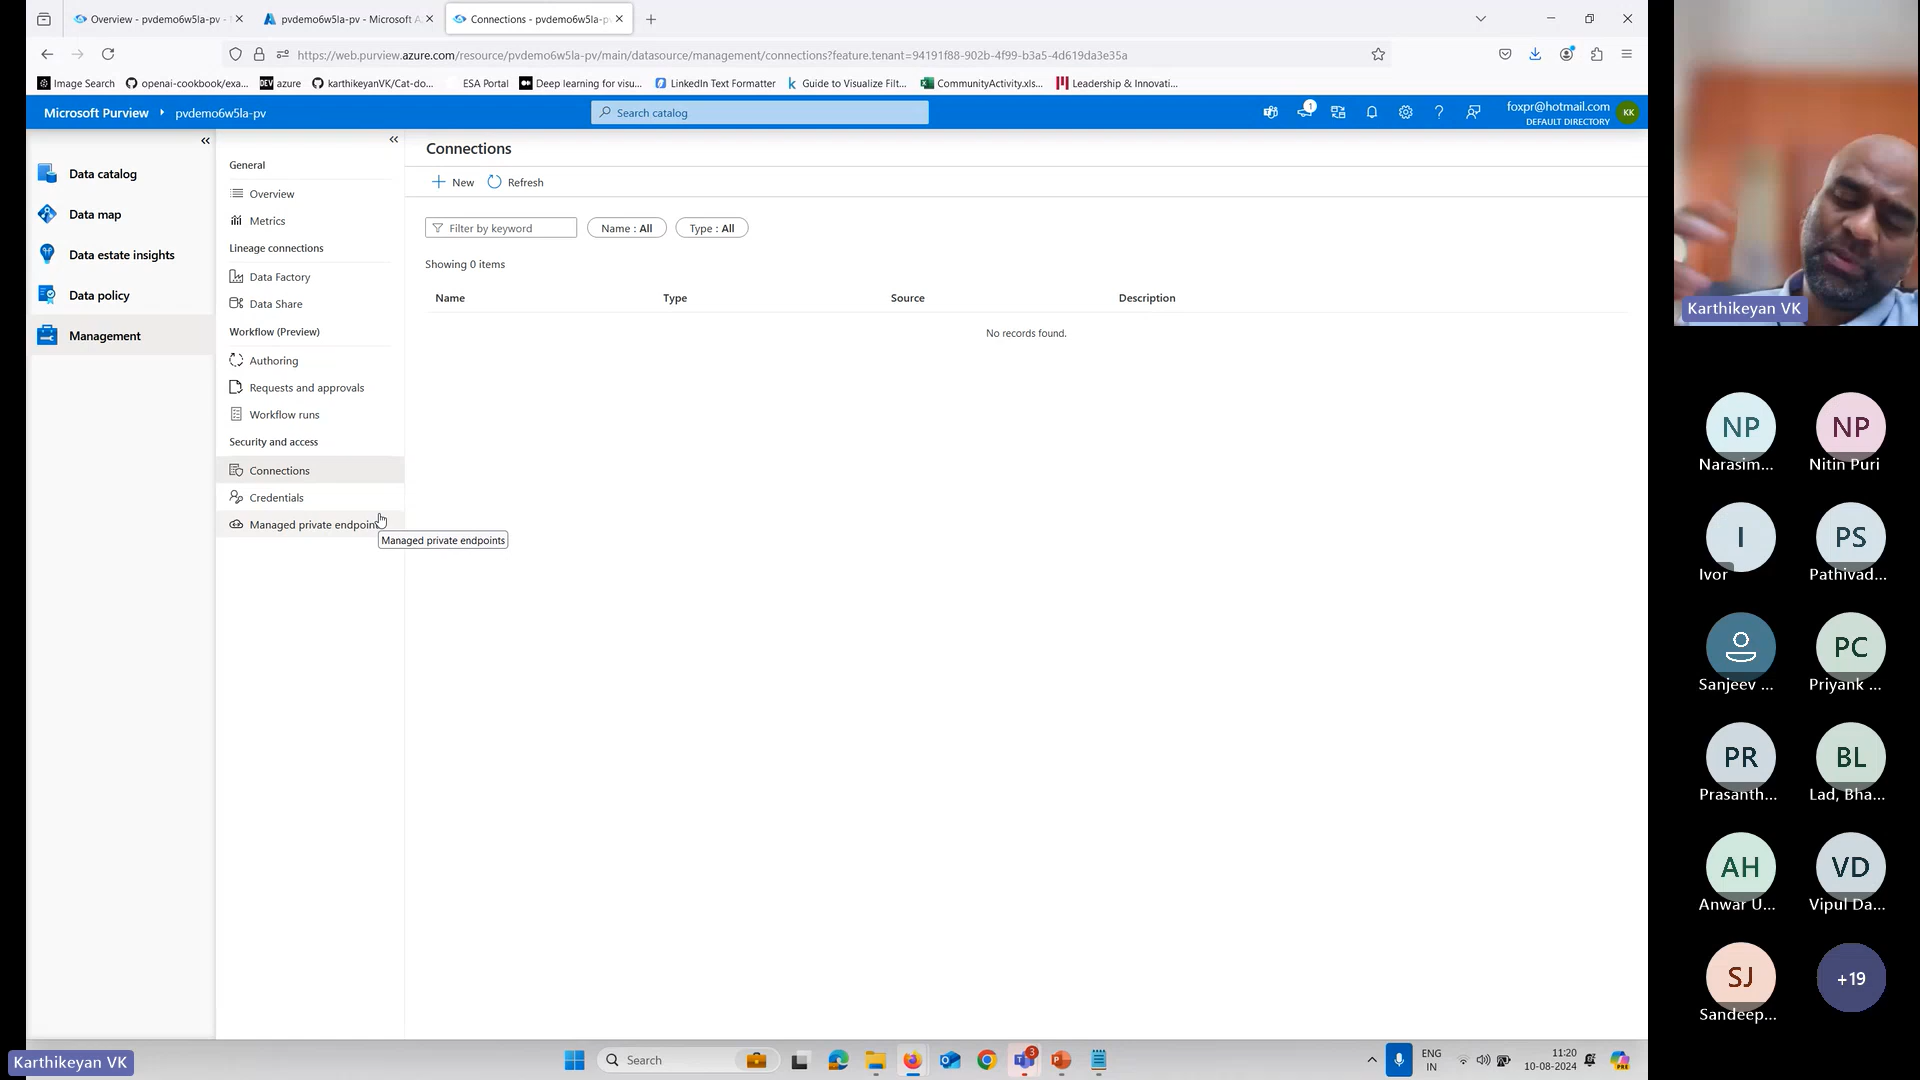 Overview - pvdemo6w5la-pv -
pvdemo6w5la-pv - Microsoft A
Connections - pvdemo6w5la-p
https://web.purview.azure.com/resource/pvdemo6w5la-pv/main/datasource/management/connections?feature.tenant=94191f88-902b-4f99-b3a5-4d619da3e35a
Image Search
openai-cookbook/exa...
DEV azure
karthikeyanVK/Cat-do...
ESA Portal
Deep learning for visu...
LinkedIn Text Formatter
Guide to Visualize Filt...
CommunityActivity.xls...
Leadership & Innovati...
Microsoft Purview
pvdemo6w5la-pv
Search catalog
1
foxpr@hotmail.com
DEFAULT DIRECTORY
KK
Data catalog
Data map
Data estate insights
Data policy
Management
General
Overview
Metrics
Lineage connections
Data Factory
Data Share
Workflow (Preview)
Authoring
Requests and approvals
Workflow runs
Security and access
Connections
Credentials
Managed private endpoin
Managed private endpoints
Connections
New
Refresh
Filter by keyword
Name : All
Type : All
Showing 0 items
Name Type Source Description
No records found.
Karthikeyan VK
NP
Narasim...
NP
Nitin Puri
I
Ivor
PS
Pathivad...
Sanjeev ...
PC
Priyank ...
PR
Prasanth...
BL
Lad, Bha...
AH
Anwar U...
VD
Vipul Da...
SJ
Sandeep...
+19
Karthikeyan VK
Search
3
ENG
IN
11:20
10-08-2024
PRE